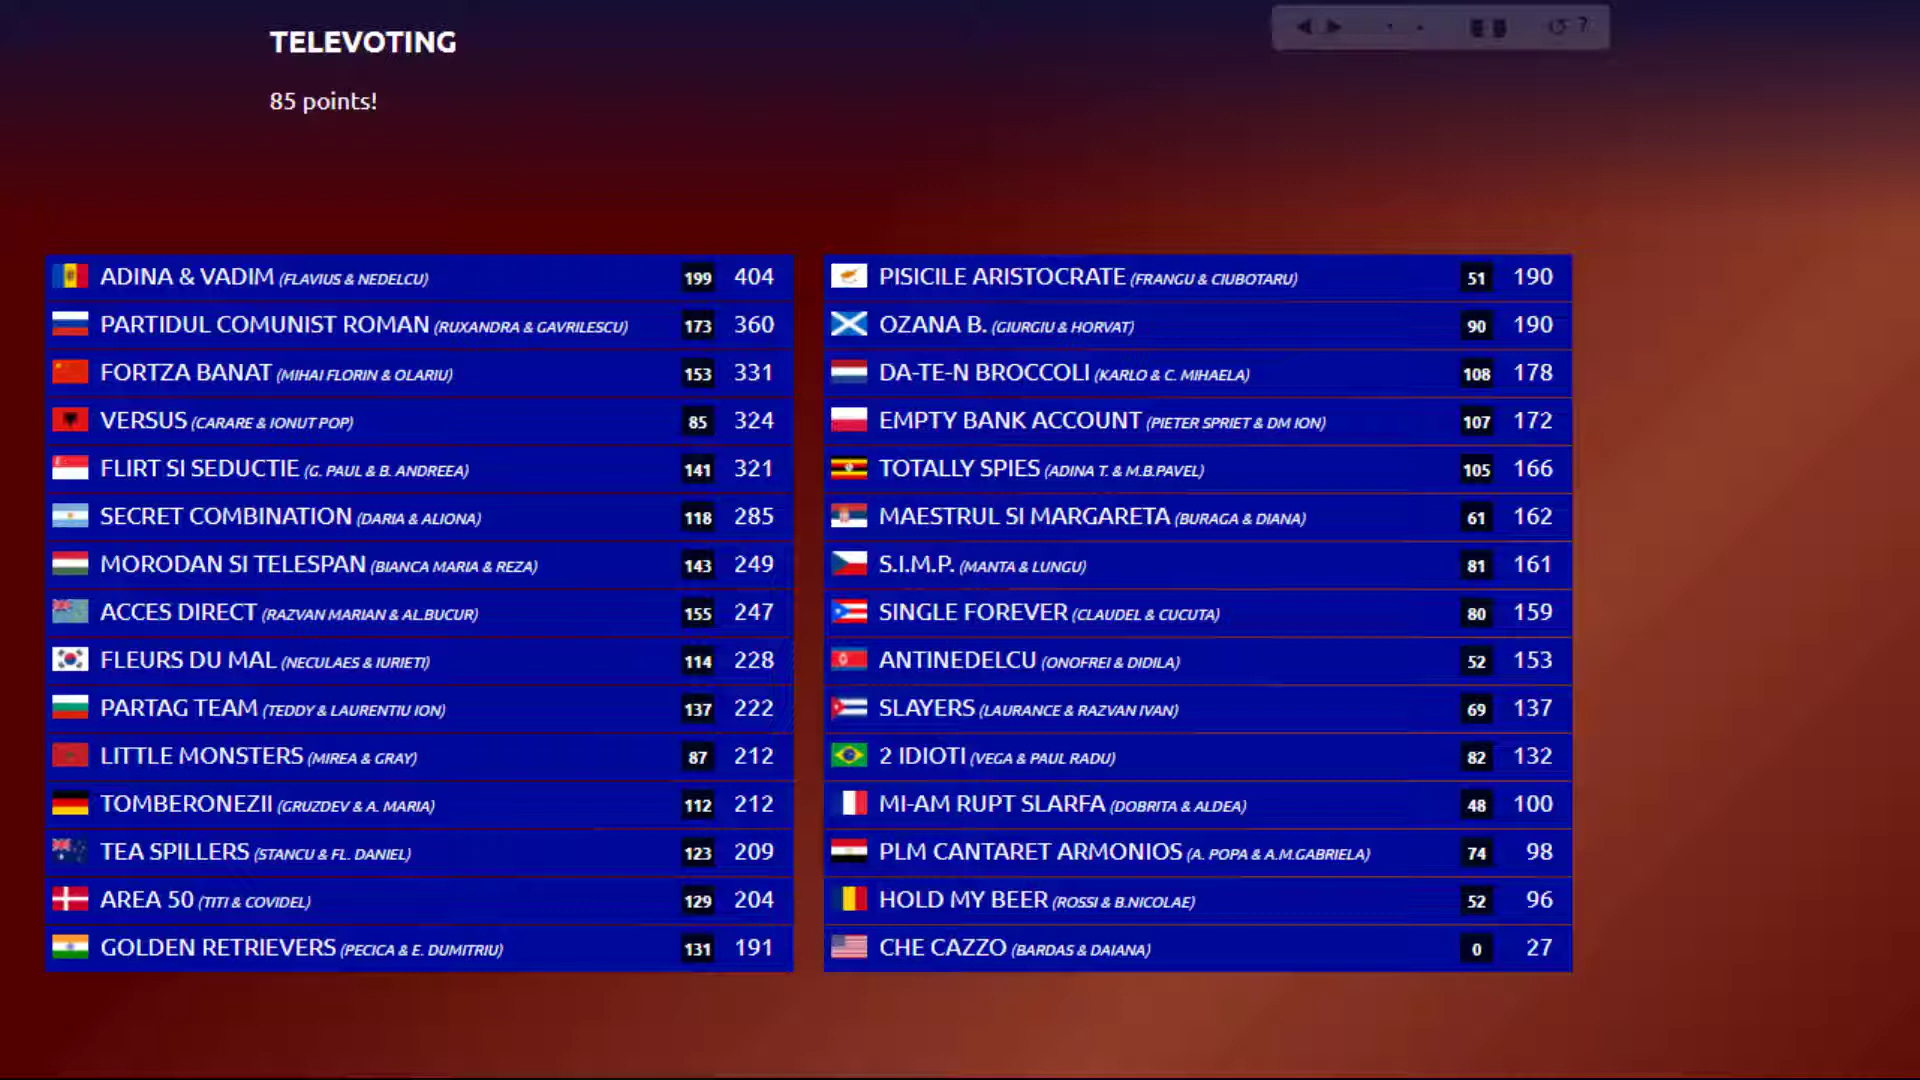 TELEVOTING
85 points!
ADINA & VADIM (FLAVIUS & NEDELCU) 199 404
PARTIDUL COMUNIST ROMAN (RUXANDRA & GAVRILESCU) 173 360
FORTZA BANAT (MIHAI FLORIN & OLARIU) 153 331
VERSUS (CARARE & IONUT POP) 85 324
FLIRT SI SEDUCTIE (G. PAUL & B. ANDREEA) 141 321
SECRET COMBINATION (DARIA & ALIONA) 118 285
MORODAN SI TELESPAN (BIANCA MARIA & REZA) 143 249
ACCES DIRECT (RAZVAN MARIAN & AL.BUCUR) 155 247
FLEURS DU MAL (NECULAES & IURIETI) 114 228
PARTAG TEAM (TEDDY & LAURENTIU ION) 137 222
LITTLE MONSTERS (MIREA & GRAY) 87 212
TOMBERONEZII (GRUZDEV & A. MARIA) 112 212
TEA SPILLERS (STANCU & FL. DANIEL) 123 209
AREA 50 (TITI & COVIDEL) 129 204
GOLDEN RETRIEVERS (PECICA & E. DUMITRIU) 131 191
PISICILE ARISTOCRATE (FRANGU & CIUBOTARU) 51 190
OZANA B. (GIURGIU & HORVAT) 90 190
DA-TE-N BROCCOLI (KARLO & C. MIHAELA) 108 178
EMPTY BANK ACCOUNT (PIETER SPRIET & DM ION) 107 172
TOTALLY SPIES (ADINA T. & M.B.PAVEL) 105 166
MAESTRUL SI MARGARETA (BURAGA & DIANA) 61 162
S.I.M.P. (MANTA & LUNGU) 81 161
SINGLE FOREVER (CLAUDEL & CUCUTA) 80 159
ANTINEDELCU (ONOFREI & DIDILA) 52 153
SLAYERS (LAURANCE & RAZVAN IVAN) 69 137
2 IDIOTI (VEGA & PAUL RADU) 82 132
MI-AM RUPT SLARFA (DOBRITA & ALDEA) 48 100
PLM CANTARET ARMONIOS (A. POPA & A.M.GABRIELA) 74 98
HOLD MY BEER (ROSSI & B.NICOLAE) 52 96
CHE CAZZO (BARDAS & DAIANA) 0 27